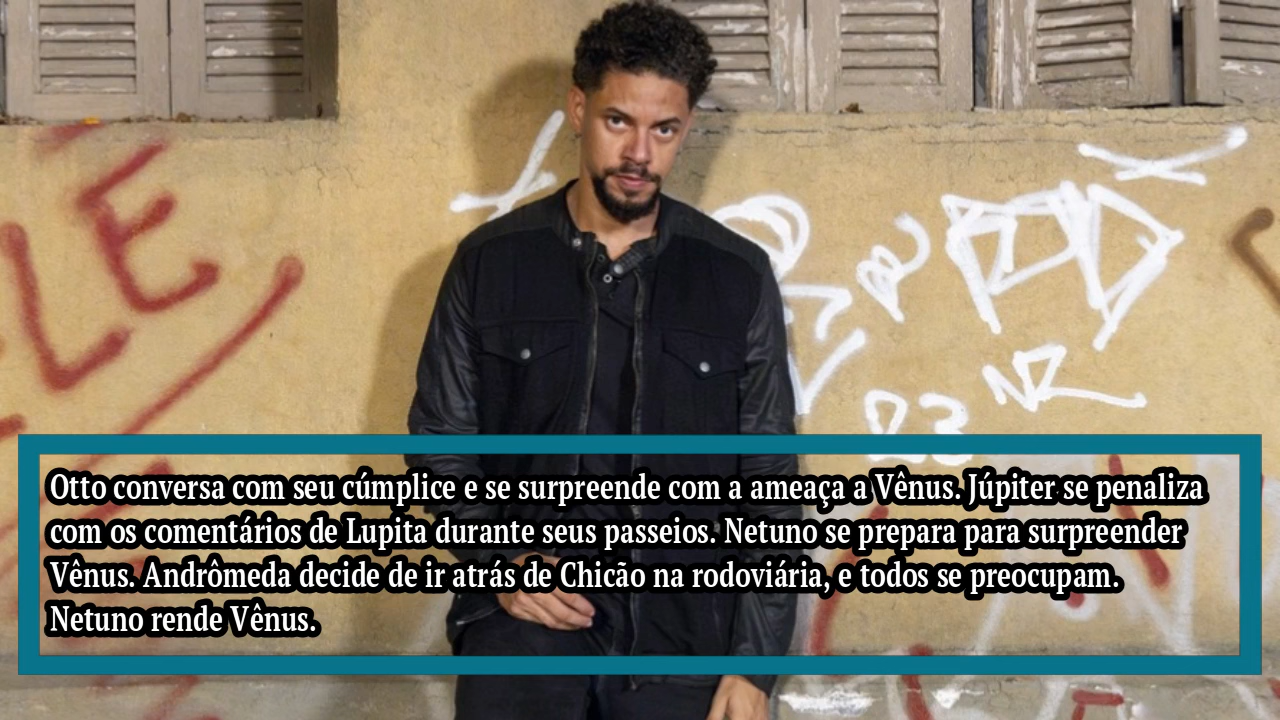 LE
NZ
Otto conversa com seu cúmplice e se surpreende com a ameaça a Vênus. Júpiter se penaliza
com os comentários de Lupita durante seus passeios. Netuno se prepara para surpreender
Vênus. Andrômeda decide de ir atrás de Chicão na rodoviária, e todos se preocupam.
Netuno rende Vênus.